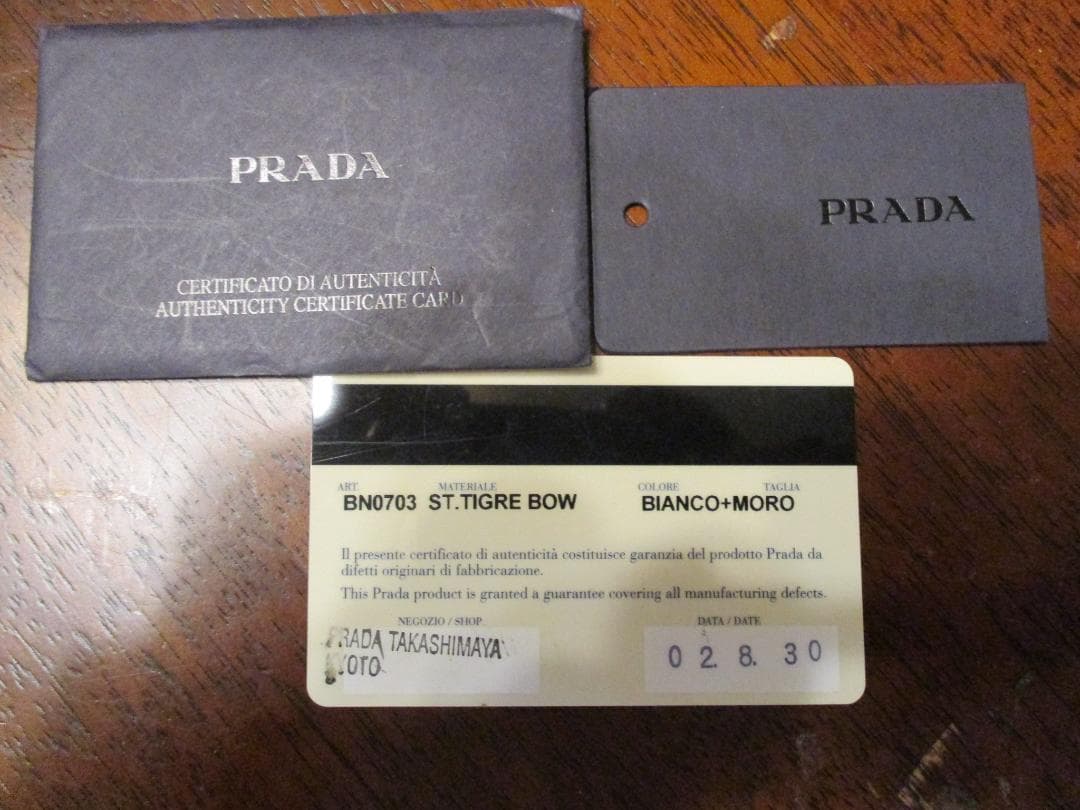 PRADA
CERTIFICATO DI AUTENTICITÀ
AUTHENTICITY CERTIFICATE CARD
PRADA
ART. MATERIALE COLORE TAGLIA
BN0703 ST.TIGRE BOW BIANCO+MORO
Il presente certificato di autenticità costituisce garanzia del prodotto Prada da
difetti originari di fabbricazione.
This Prada product is granted a guarantee covering all manufacturing defects.
NEGOZIO / SHOP DATA / DATE
PRADA TAKASHIMAYA
KYOTO
02. 8. 30